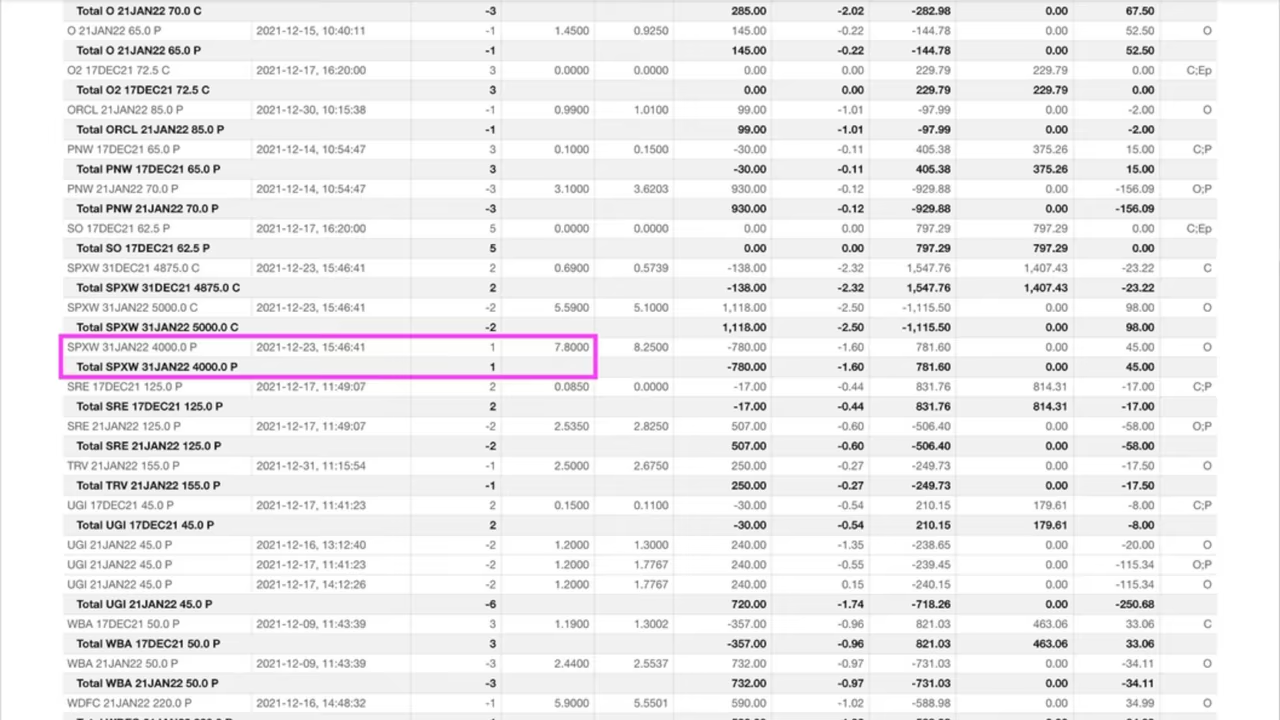 Total O 21JAN22 70.0 C -3 285.00 -2.02 -282.98 0.00 67.50
O 21JAN22 65.0 P 2021-12-15, 10:40:11 -1 1.4500 0.9250 145.00 -0.22 -144.78 0.00 52.50 O
Total O 21JAN22 65.0 P -1 145.00 -0.22 -144.78 0.00 52.50
O2 17DEC21 72.5 C 2021-12-17, 16:20:00 3 0.0000 0.0000 0.00 0.00 229.79 229.79 0.00 C;Ep
Total O2 17DEC21 72.5 C 3 0.00 0.00 229.79 229.79 0.00
ORCL 21JAN22 85.0 P 2021-12-30, 10:15:38 -1 0.9900 1.0100 99.00 -1.01 -97.99 0.00 -2.00 O
Total ORCL 21JAN22 85.0 P -1 99.00 -1.01 -97.99 0.00 -2.00
PNW 17DEC21 65.0 P 2021-12-14, 10:54:47 3 0.1000 0.1500 -30.00 -0.11 405.38 375.26 15.00 C;P
Total PNW 17DEC21 65.0 P 3 -30.00 -0.11 405.38 375.26 15.00
PNW 21JAN22 70.0 P 2021-12-14, 10:54:47 -3 3.1000 3.6203 930.00 -0.12 -929.88 0.00 -156.09 O;P
Total PNW 21JAN22 70.0 P -3 930.00 -0.12 -929.88 0.00 -156.09
SO 17DEC21 62.5 P 2021-12-17, 16:20:00 5 0.0000 0.0000 0.00 0.00 797.29 797.29 0.00 C;Ep
Total SO 17DEC21 62.5 P 5 0.00 0.00 797.29 797.29 0.00
SPXW 31DEC21 4875.0 C 2021-12-23, 15:46:41 2 0.6900 0.5739 -138.00 -2.32 1,547.76 1,407.43 -23.22 C
Total SPXW 31DEC21 4875.0 C 2 -138.00 -2.32 1,547.76 1,407.43 -23.22
SPXW 31JAN22 5000.0 C 2021-12-23, 15:46:41 -2 5.5900 5.1000 1,118.00 -2.50 -1,115.50 0.00 98.00 O
Total SPXW 31JAN22 5000.0 C -2 1,118.00 -2.50 -1,115.50 0.00 98.00
SPXW 31JAN22 4000.0 P 2021-12-23, 15:46:41 1 7.8000 8.2500 -780.00 -1.60 781.60 0.00 45.00 O
Total SPXW 31JAN22 4000.0 P 1 -780.00 -1.60 781.60 0.00 45.00
SRE 17DEC21 125.0 P 2021-12-17, 11:49:07 2 0.0850 0.0000 -17.00 -0.44 831.76 814.31 -17.00 C;P
Total SRE 17DEC21 125.0 P 2 -17.00 -0.44 831.76 814.31 -17.00
SRE 21JAN22 125.0 P 2021-12-17, 11:49:07 -2 2.5350 2.8250 507.00 -0.60 -506.40 0.00 -58.00 O;P
Total SRE 21JAN22 125.0 P -2 507.00 -0.60 -506.40 0.00 -58.00
TRV 21JAN22 155.0 P 2021-12-31, 11:15:54 -1 2.5000 2.6750 250.00 -0.27 -249.73 0.00 -17.50 O
Total TRV 21JAN22 155.0 P -1 250.00 -0.27 -249.73 0.00 -17.50
UGI 17DEC21 45.0 P 2021-12-17, 11:41:23 2 0.1500 0.1100 -30.00 -0.54 210.15 179.61 -8.00 C;P
Total UGI 17DEC21 45.0 P 2 -30.00 -0.54 210.15 179.61 -8.00
UGI 21JAN22 45.0 P 2021-12-16, 13:12:40 -2 1.2000 1.3000 240.00 -1.35 -238.65 0.00 -20.00 O
UGI 21JAN22 45.0 P 2021-12-17, 11:41:23 -2 1.2000 1.7767 240.00 -0.55 -239.45 0.00 -115.34 O;P
UGI 21JAN22 45.0 P 2021-12-17, 14:12:26 -2 1.2000 1.7767 240.00 0.15 -240.15 0.00 -115.34 O
Total UGI 21JAN22 45.0 P -6 720.00 -1.74 -718.26 0.00 -250.68
WBA 17DEC21 50.0 P 2021-12-09, 11:43:39 3 1.1900 1.3002 -357.00 -0.96 821.03 463.06 33.06 C
Total WBA 17DEC21 50.0 P 3 -357.00 -0.96 821.03 463.06 33.06
WBA 21JAN22 50.0 P 2021-12-09, 11:43:39 -3 2.4400 2.5537 732.00 -0.97 -731.03 0.00 -34.11 O
Total WBA 21JAN22 50.0 P -3 732.00 -0.97 -731.03 0.00 -34.11
WDFC 21JAN22 220.0 P 2021-12-16, 14:48:32 -1 5.9000 5.5501 590.00 -1.02 -588.98 0.00 34.99 O